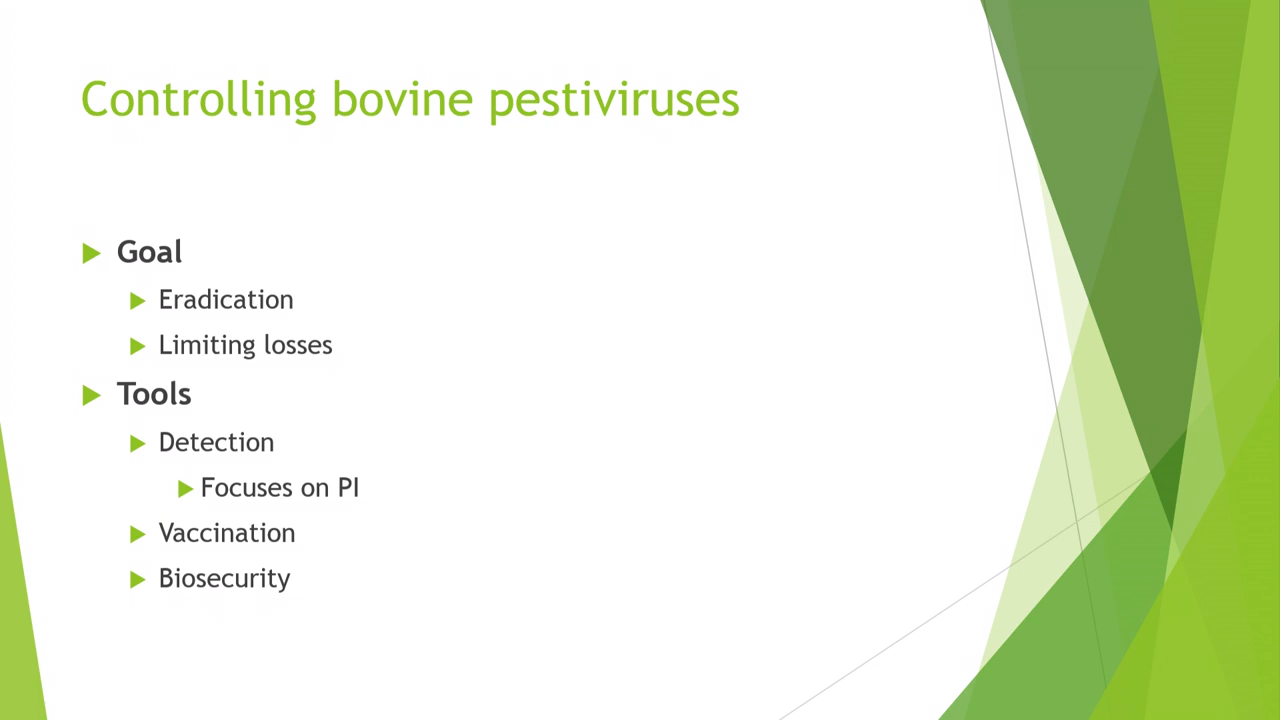 Controlling bovine pestiviruses
Goal
Eradication
Limiting losses
Tools
Detection
Focuses on PI
Vaccination
Biosecurity